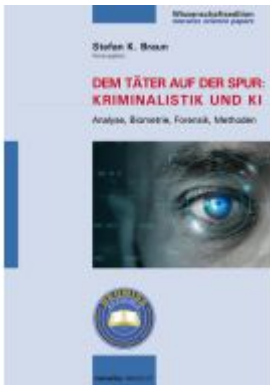 Wissenschaftsedition
Stefan K. Braun
DEM TÄTER AUF DER SPUR:
KRIMINALISTIK UND KI
Analyse, Biometrie, Forensik, Methoden